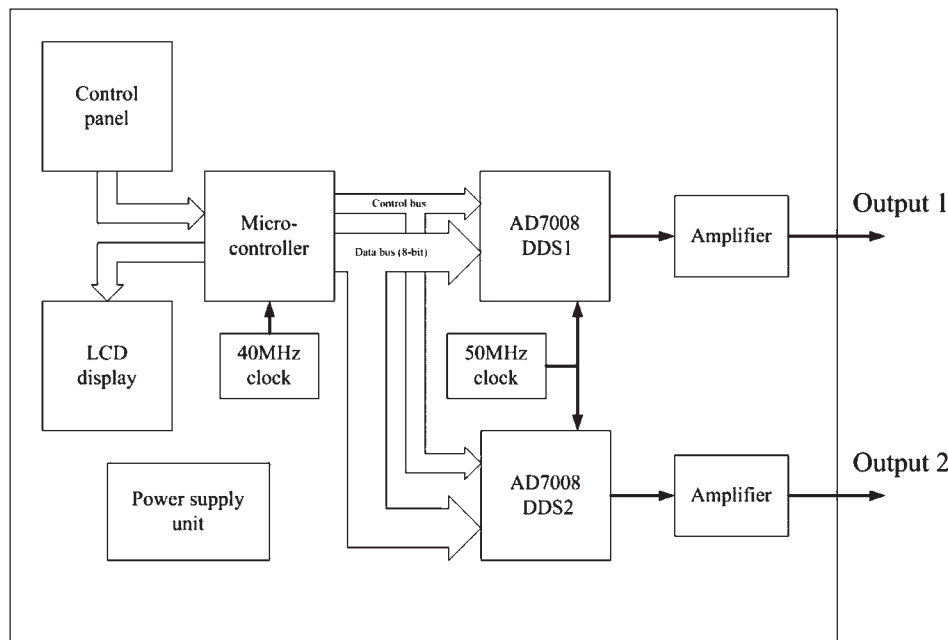 Control
panel
Micro-
controller
Control bus
Data bus (8-bit)
AD7008
DDS1
Amplifier
Output 1
LCD
display
40MHz
clock
50MHz
clock
Power supply
unit
AD7008
DDS2
Amplifier
Output 2